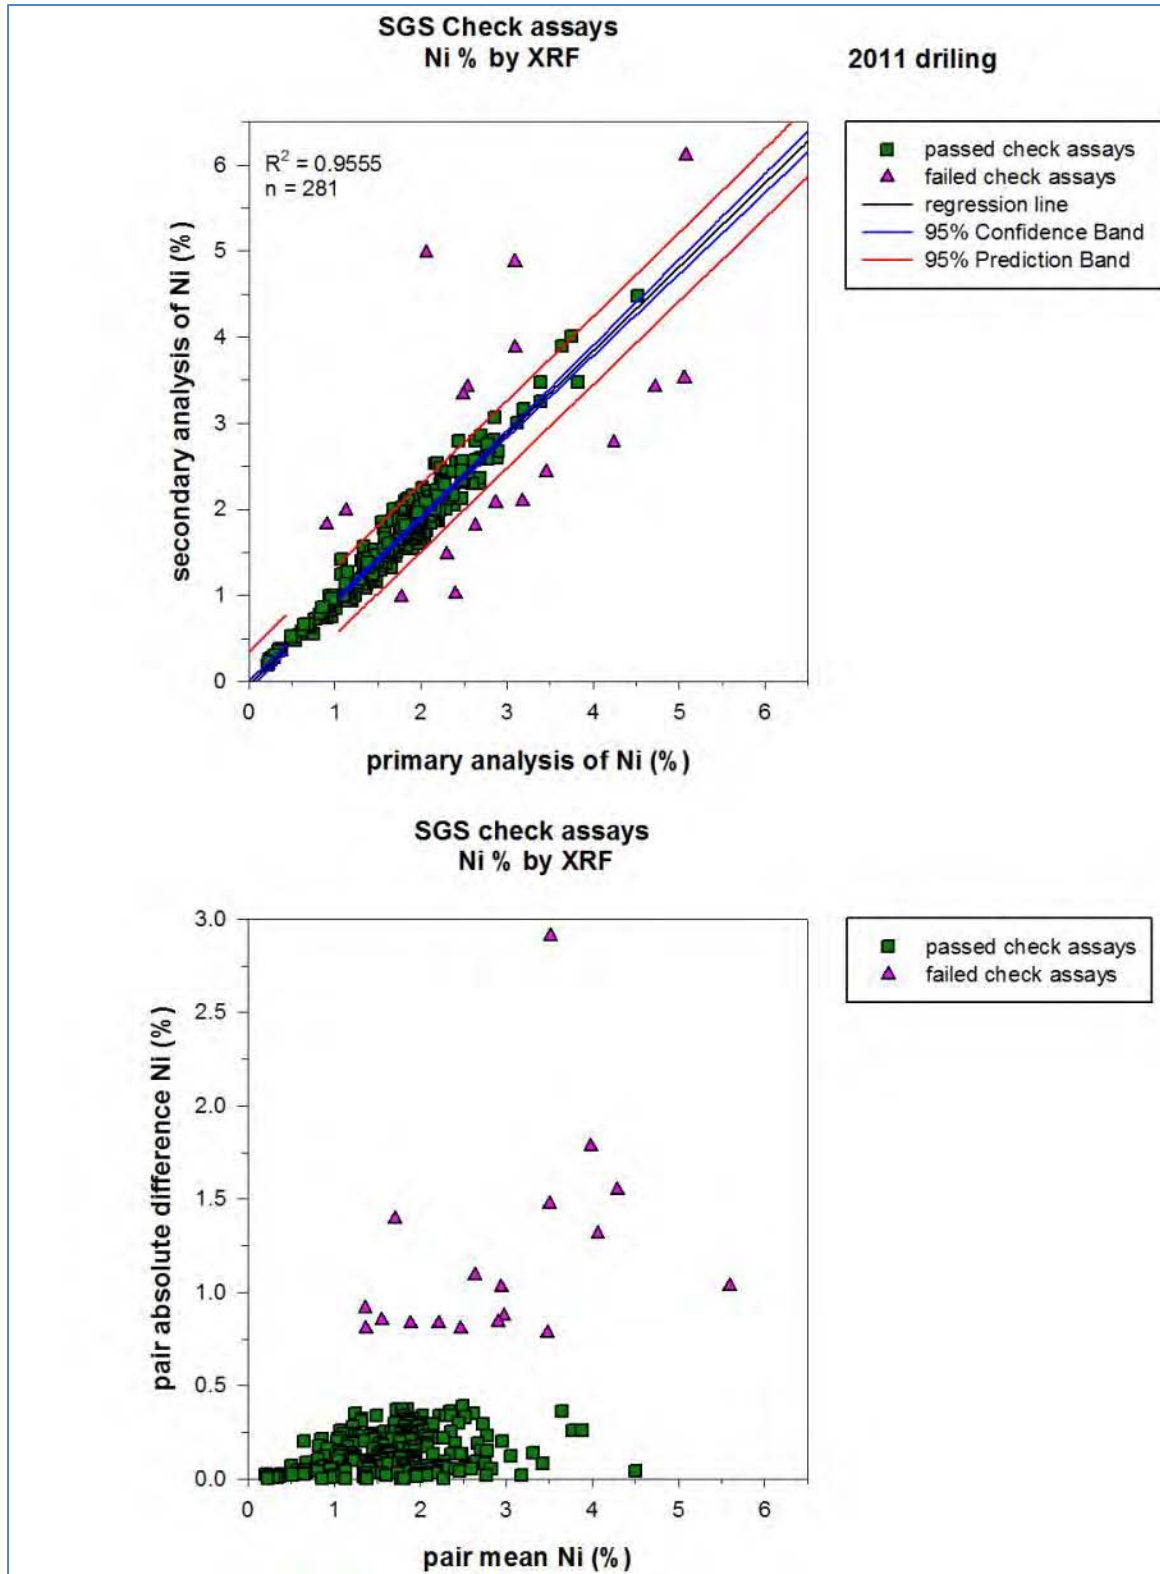 SGS Check assays
Ni % by XRF
2011 driling
R² = 0.9555
n = 281
passed check assays
failed check assays
regression line
95% Confidence Band
95% Prediction Band
6
5
4
3
2
1
0
secondary analysis of Ni (%)
0 1 2 3 4 5 6
primary analysis of Ni (%)
SGS check assays
Ni % by XRF
passed check assays
failed check assays
3.0
2.5
2.0
1.5
1.0
0.5
0.0
pair absolute difference Ni (%)
0 1 2 3 4 5 6
pair mean Ni (%)